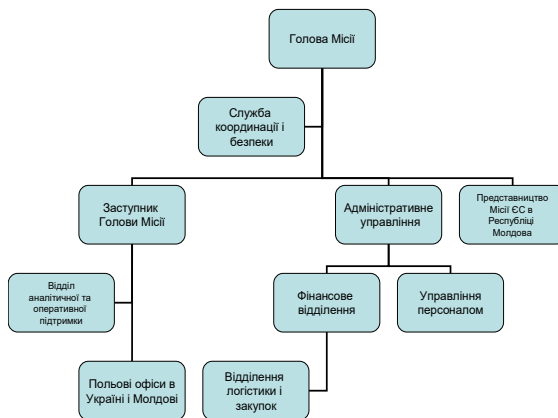 Голова Місії
Служба
координації і
безпеки
Заступник
Голови Місії
Адміністративне
управління
Представництво
Місії ЄС в
Республіці
Молдова
Відділ
аналітичної та
оперативної
підтримки
Фінансове
відділення
Управління
персоналом
Польові офіси в
Україні і Молдові
Відділення
логістики і
закупок